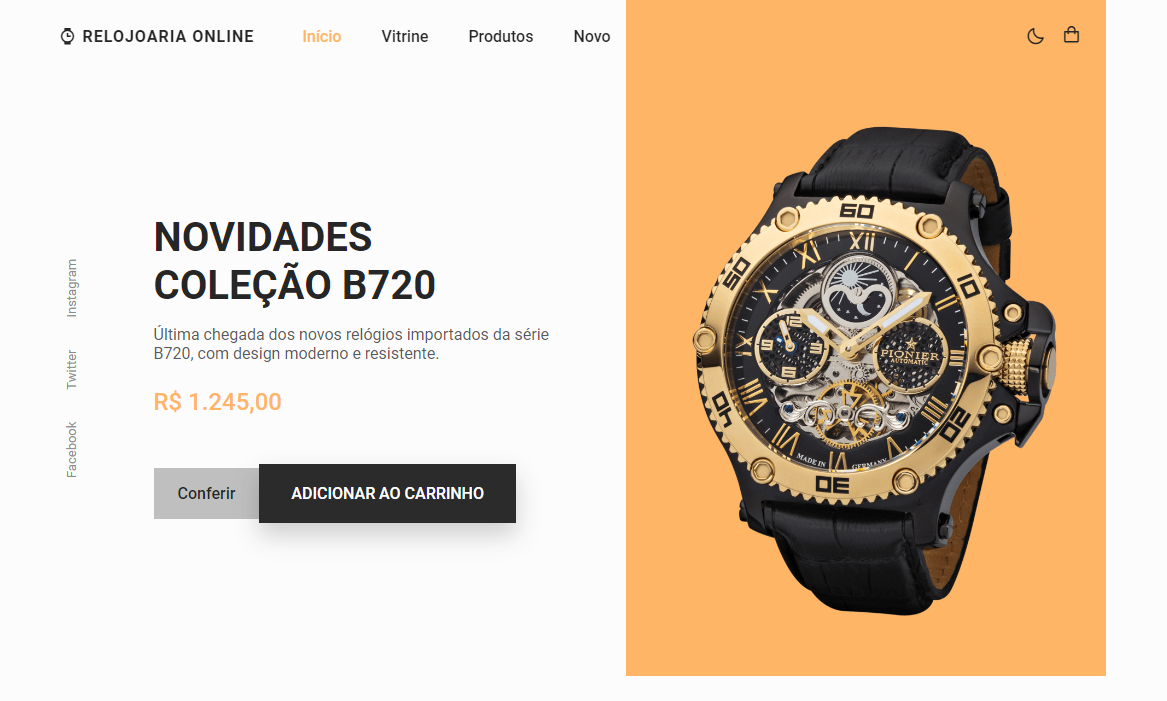 RELOJOARIA ONLINE
Início
Vitrine
Produtos
Novo
NOVIDADES
COLEÇÃO B720
Última chegada dos novos relógios importados da série
B720, com design moderno e resistente.
R$ 1.245,00
Conferir
ADICIONAR AO CARRINHO
Instagram
Twitter
Facebook
60
10
20
30
40
50
XII
PIONIER
AUTOMATIC
MADE IN GERMANY